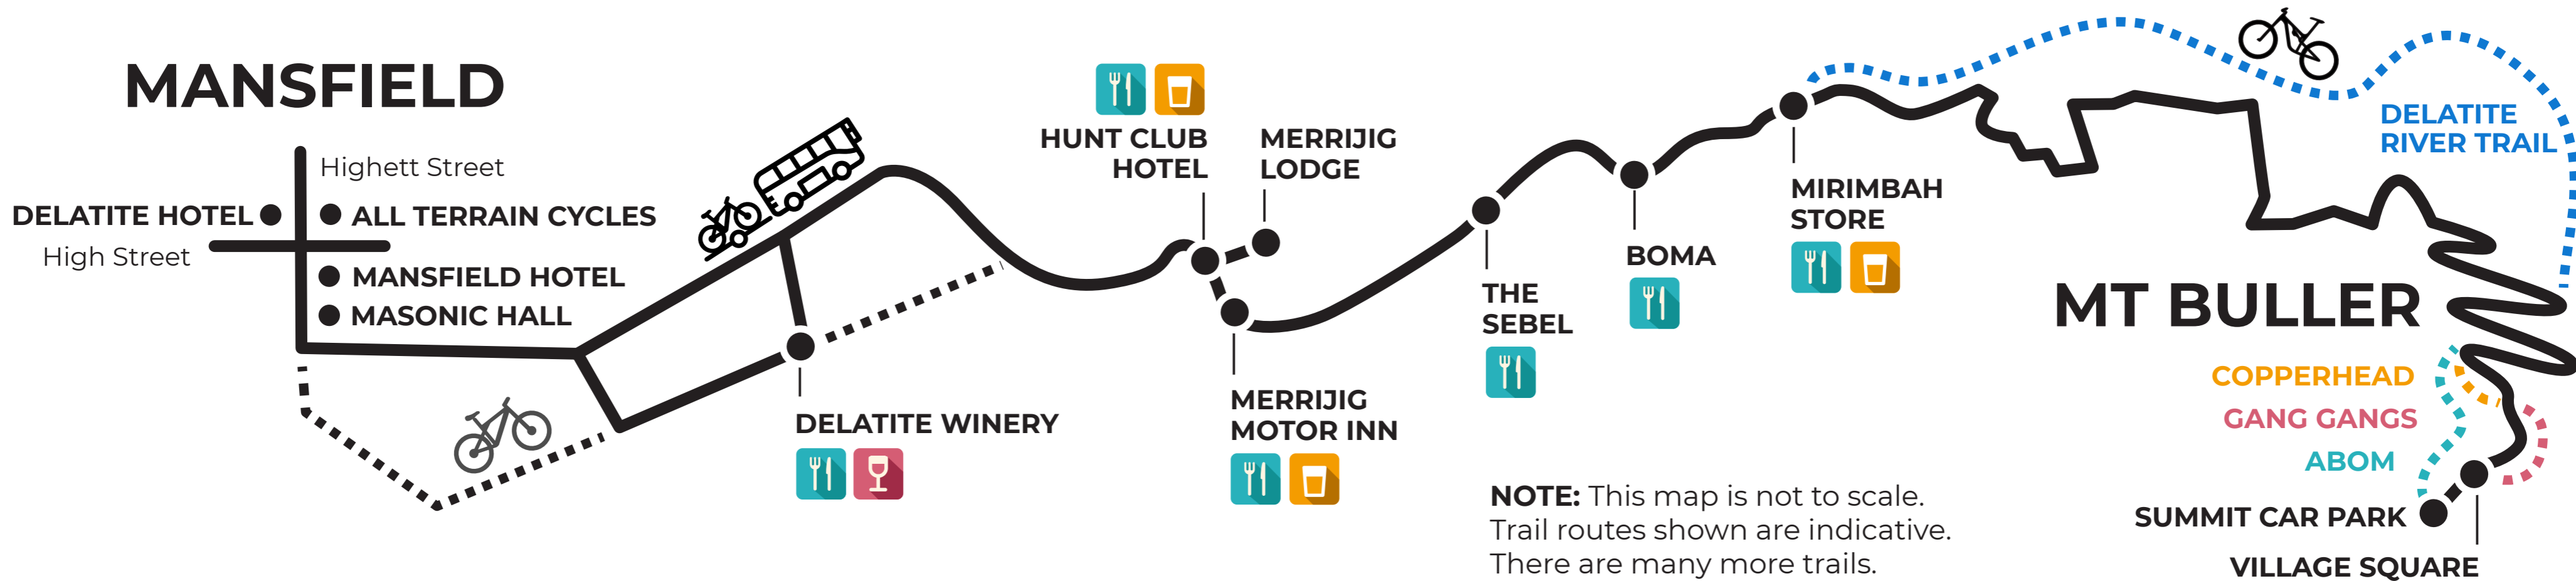 MANSFIELD
Highett Street
DELATITE HOTEL
ALL TERRAIN CYCLES
High Street
MANSFIELD HOTEL
MASONIC HALL
DELATITE WINERY
HUNT CLUB
HOTEL
MERRIJIG
LODGE
MERRIJIG
MOTOR INN
THE
SEBEL
BOMA
MIRIMBAH
STORE
DELATITE
RIVER TRAIL
MT BULLER
COPPERHEAD
GANG GANGS
ABOM
SUMMIT CAR PARK
VILLAGE SQUARE
NOTE: This map is not to scale.
Trail routes shown are indicative.
There are many more trails.